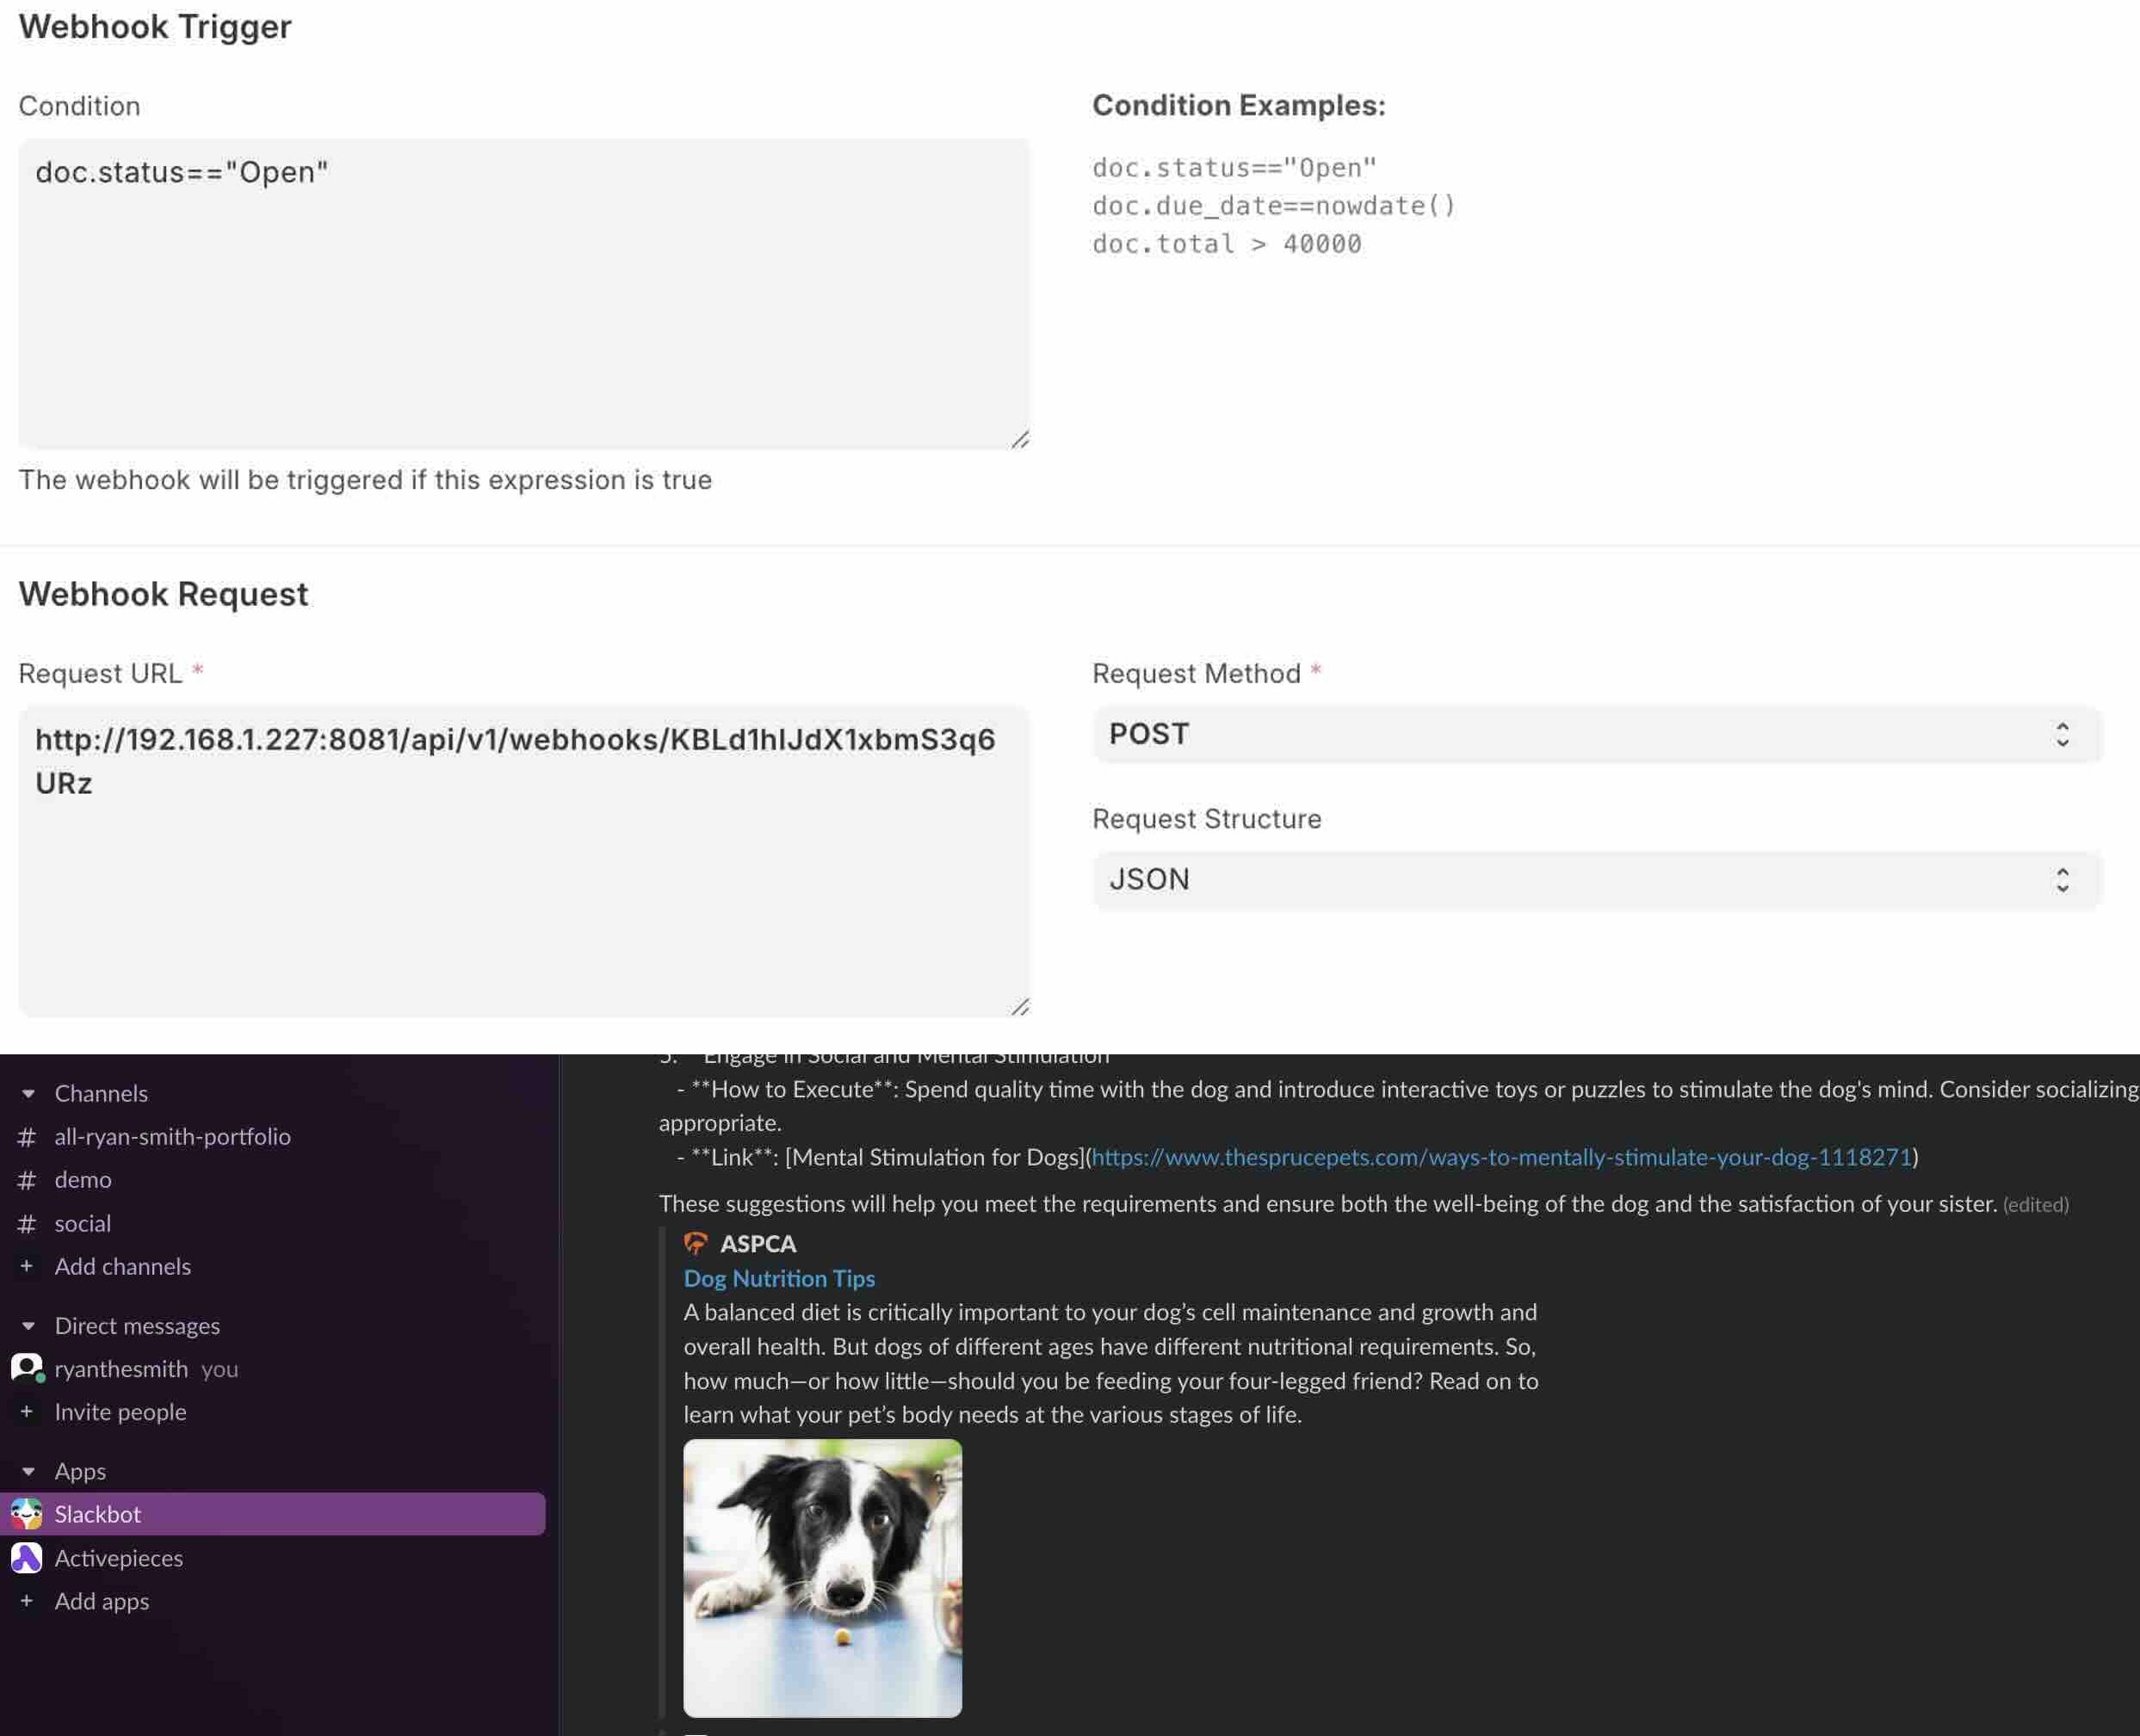 Webhook Trigger
Condition
doc.status=="Open"
The webhook will be triggered if this expression is true
Condition Examples:
doc.status=="Open"
doc.due_date==nowdate()
doc.total > 40000
Webhook Request
Request URL *
http://192.168.1.227:8081/api/v1/webhooks/KBLd1hIJdX1xbmS3q6
URz
Request Method *
POST
Request Structure
JSON
Channels
# all-ryan-smith-portfolio
# demo
# social
+ Add channels
Direct messages
ryanthesmith you
+ Invite people
Apps
Slackbot
Activepieces
+ Add apps
Engage in Social and Mental Stimulation
- **How to Execute**: Spend quality time with the dog and introduce interactive toys or puzzles to stimulate the dog's mind. Consider socializing
appropriate.
- **Link**: [Mental Stimulation for Dogs](https://www.thesprucepets.com/ways-to-mentally-stimulate-your-dog-1118271)
These suggestions will help you meet the requirements and ensure both the well-being of the dog and the satisfaction of your sister. (edited)
ASPCA
Dog Nutrition Tips
A balanced diet is critically important to your dog’s cell maintenance and growth and
overall health. But dogs of different ages have different nutritional requirements. So,
how much—or how little—should you be feeding your four-legged friend? Read on to
learn what your pet’s body needs at the various stages of life.